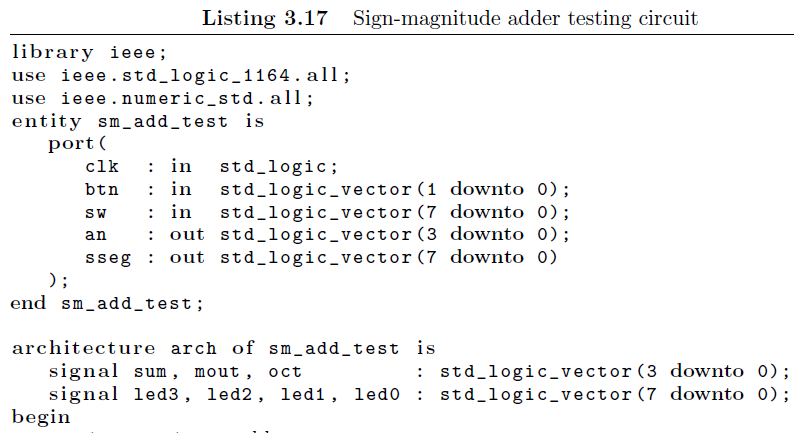 Listing 3.17 Sign-magnitude adder testing circuit
library ieee;
use ieee.std_logic_1164.all;
use ieee.numeric_std.all;
entity sm_add_test is
port(
clk : in std_logic;
btn : in std_logic_vector(1 downto 0);
sw : in std_logic_vector(7 downto 0);
an : out std_logic_vector(3 downto 0);
sseg : out std_logic_vector(7 downto 0)
);
end sm_add_test;
architecture arch of sm_add_test is
signal sum, mout, oct : std_logic_vector(3 downto 0);
signal led3, led2, led1, led0 : std_logic_vector(7 downto 0);
begin